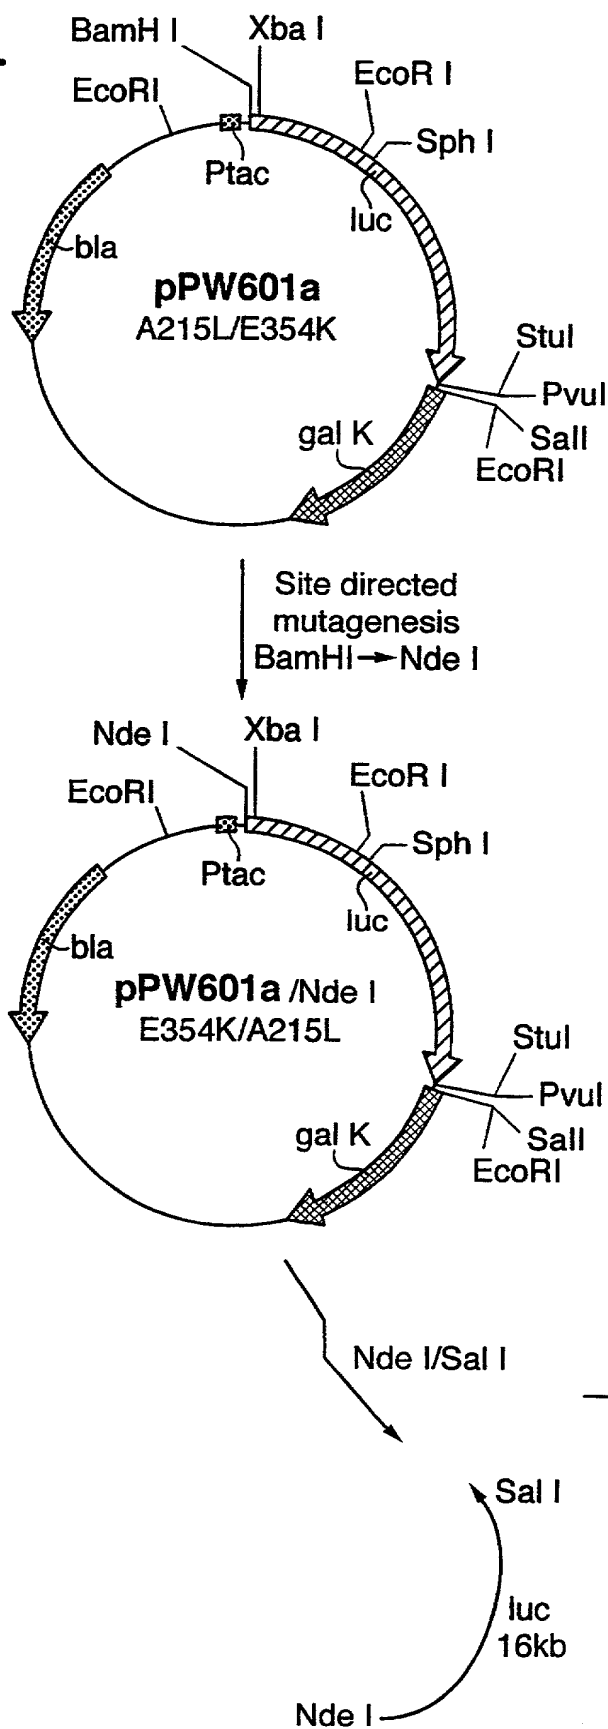 BamH I
Xba I
EcoRI
EcoR I
Sph I
Ptac
luc
bla
pPW601a
A215L/E354K
StuI
PvuI
SalI
EcoRI
gal K
Site directed
mutagenesis
BamHI→Nde I
Nde I
Xba I
EcoRI
EcoR I
Sph I
Ptac
luc
bla
pPW601a /Nde I
E354K/A215L
StuI
PvuI
SalI
EcoRI
gal K
Nde I/Sal I
Sal I
luc
16kb
Nde I